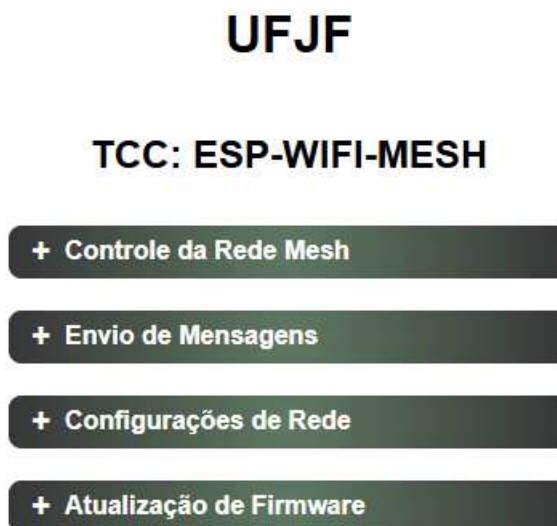 UFJF
TCC: ESP-WIFI-MESH
+ Controle da Rede Mesh
+ Envio de Mensagens
+ Configurações de Rede
+ Atualização de Firmware